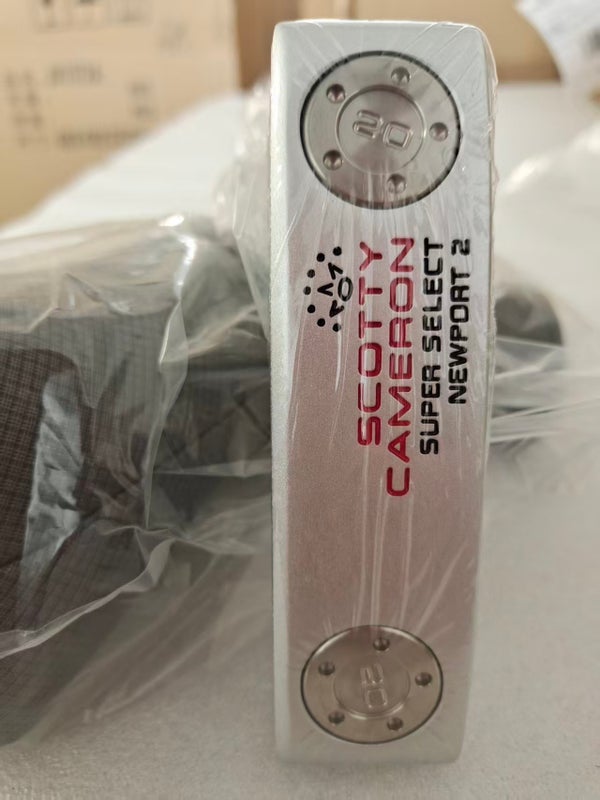 20
SCOTTY
CAMERON
SUPER SELECT
NEWPORT 2
20